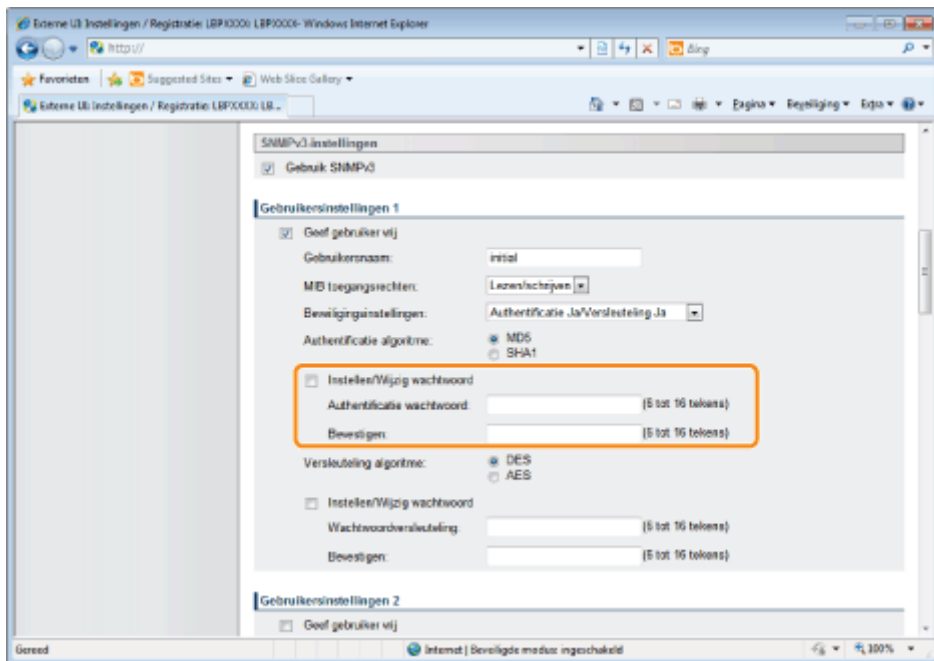 Externe UI: Instellingen / Registratie: LBPXXXX: LBPXXXX- Windows Internet Explorer
http://
Bing
Favorieten Suggested Sites Web Slice Gallery
Externe UI: Instellingen / Registratie: LBPXXXX: LB...
Pagina Beveiliging Extra
SNMPv3-instellingen
Gebruik SNMPv3
Gebruikersinstellingen 1
Geef gebruiker vrij
Gebruikersnaam: initial
MIB toegangsrechten: Lezen/schrijven
Beveiligingsinstellingen: Authentificatie Ja/Versleuteling Ja
Authentificatie algoritme: MD5
SHA1
Instellen/Wijzig wachtwoord
Authentificatie wachtwoord: (6 tot 16 tekens)
Bevestigen: (6 tot 16 tekens)
Versleuteling algoritme: DES
AES
Instellen/Wijzig wachtwoord
Wachtwoordversleuteling: (6 tot 16 tekens)
Bevestigen: (6 tot 16 tekens)
Gebruikersinstellingen 2
Geef gebruiker vrij
Gereed Internet | Beveiligde modus: ingeschakeld 100%